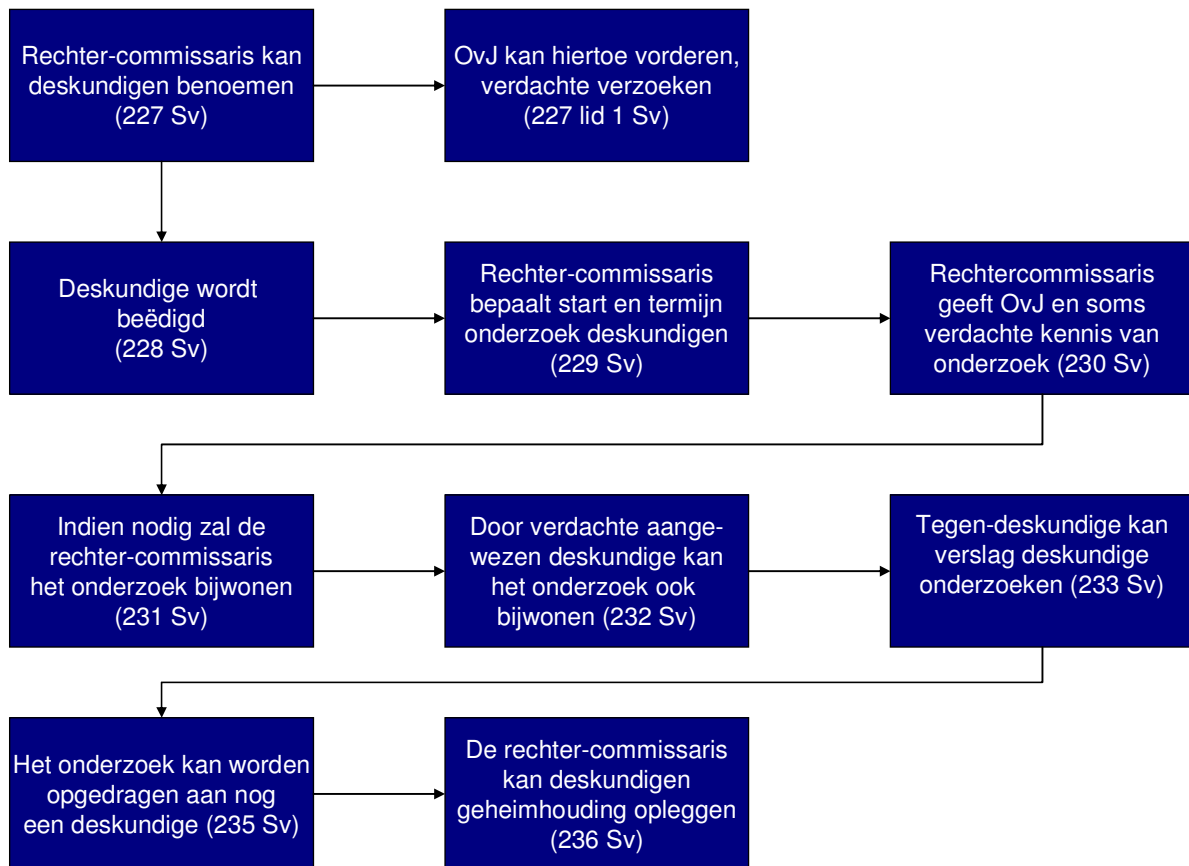 Rechter-commissaris kan
deskundigen benoemen
(227 Sv)
OvJ kan hiertoe vorderen,
verdachte verzoeken
(227 lid 1 Sv)
Deskundige wordt
beëdigd
(228 Sv)
Rechter-commissaris
bepaalt start en termijn
onderzoek deskundigen
(229 Sv)
Rechtercommissaris
geeft OvJ en soms
verdachte kennis van
onderzoek (230 Sv)
Indien nodig zal de
rechter-commissaris
het onderzoek bijwonen
(231 Sv)
Door verdachte aange-
wezen deskundige kan
het onderzoek ook
bijwonen (232 Sv)
Tegen-deskundige kan
verslag deskundige
onderzoeken (233 Sv)
Het onderzoek kan worden
opgedragen aan nog
een deskundige (235 Sv)
De rechter-commissaris
kan deskundigen
geheimhouding opleggen
(236 Sv)